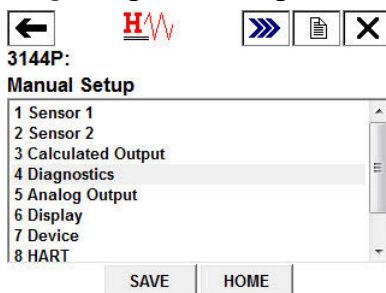 H
3144P:
Manual Setup
1 Sensor 1
2 Sensor 2
3 Calculated Output
4 Diagnostics
5 Analog Output
6 Display
7 Device
8 HART
SAVE HOME